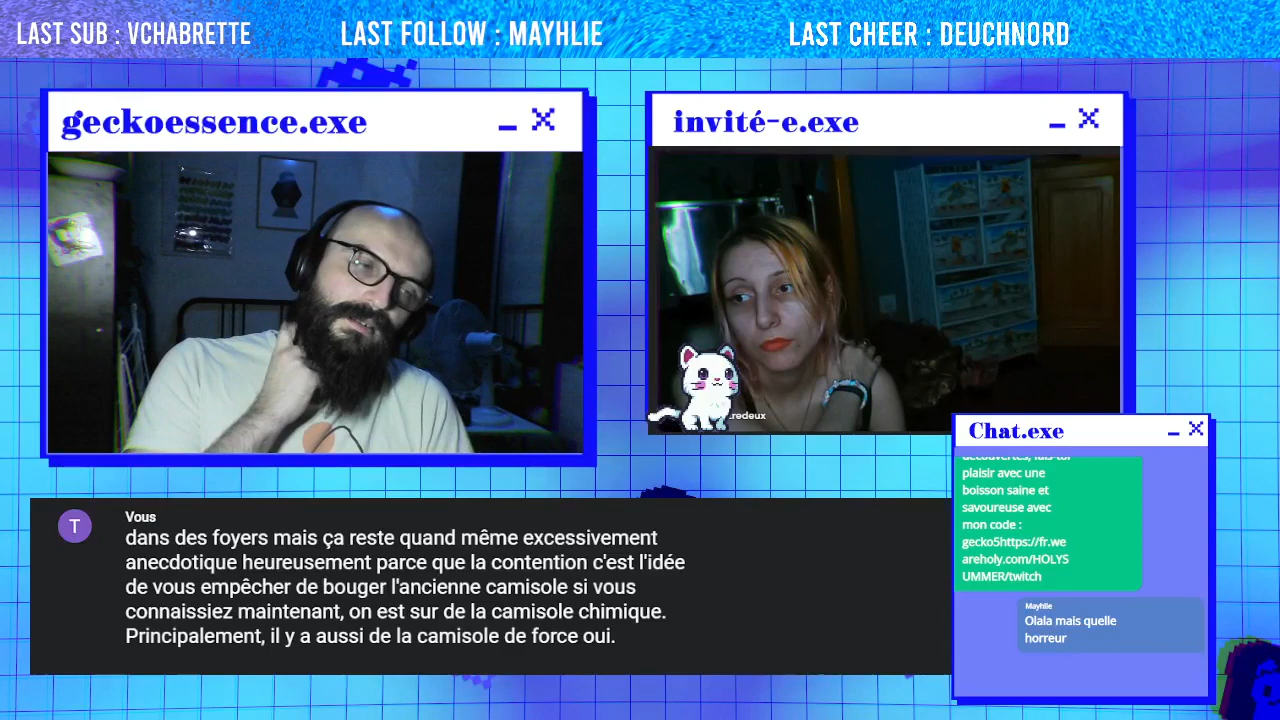 LAST SUB : VCHABRETTE
LAST FOLLOW : MAYHLIE
LAST CHEER : DEUCHNORD
geckoessence.exe
invité-e.exe
.redeux
T
Vous
dans des foyers mais ça reste quand même excessivement
anecdotique heureusement parce que la contention c'est l'idée
de vous empêcher de bouger l'ancienne camisole si vous
connaissiez maintenant, on est sur de la camisole chimique.
Principalement, il y a aussi de la camisole de force oui.
Chat.exe
plaisir avec une
boisson saine et
savoureuse avec
mon code :
gecko5https://fr.we
areholy.com/HOLYS
UMMER/twitch
Mayhlie
Olala mais quelle
horreur